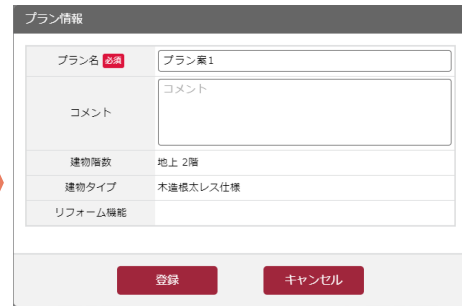 プラン情報
プラン名 必須 プラン案1
コメント コメント
建物階数 地上 2階
建物タイプ 木造根太レス仕様
リフォーム機能
登録 キャンセル